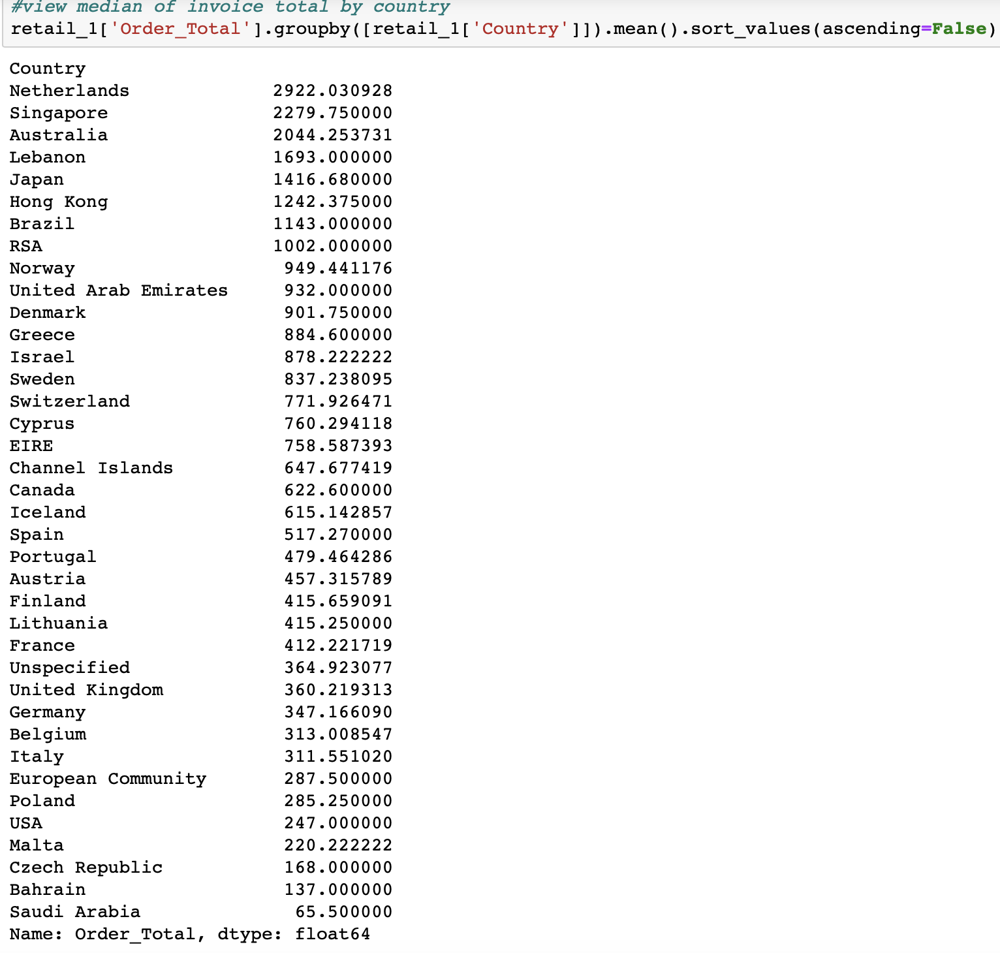 #view median of invoice total by country
retail_1['Order_Total'].groupby([retail_1['Country']]).mean().sort_values(ascending=False)
Country
Netherlands 2922.030928
Singapore 2279.750000
Australia 2044.253731
Lebanon 1693.000000
Japan 1416.680000
Hong Kong 1242.375000
Brazil 1143.000000
RSA 1002.000000
Norway 949.441176
United Arab Emirates 932.000000
Denmark 901.750000
Greece 884.600000
Israel 878.222222
Sweden 837.238095
Switzerland 771.926471
Cyprus 760.294118
EIRE 758.587393
Channel Islands 647.677419
Canada 622.600000
Iceland 615.142857
Spain 517.270000
Portugal 479.464286
Austria 457.315789
Finland 415.659091
Lithuania 415.250000
France 412.221719
Unspecified 364.923077
United Kingdom 360.219313
Germany 347.166090
Belgium 313.008547
Italy 311.551020
European Community 287.500000
Poland 285.250000
USA 247.000000
Malta 220.222222
Czech Republic 168.000000
Bahrain 137.000000
Saudi Arabia 65.500000
Name: Order_Total, dtype: float64